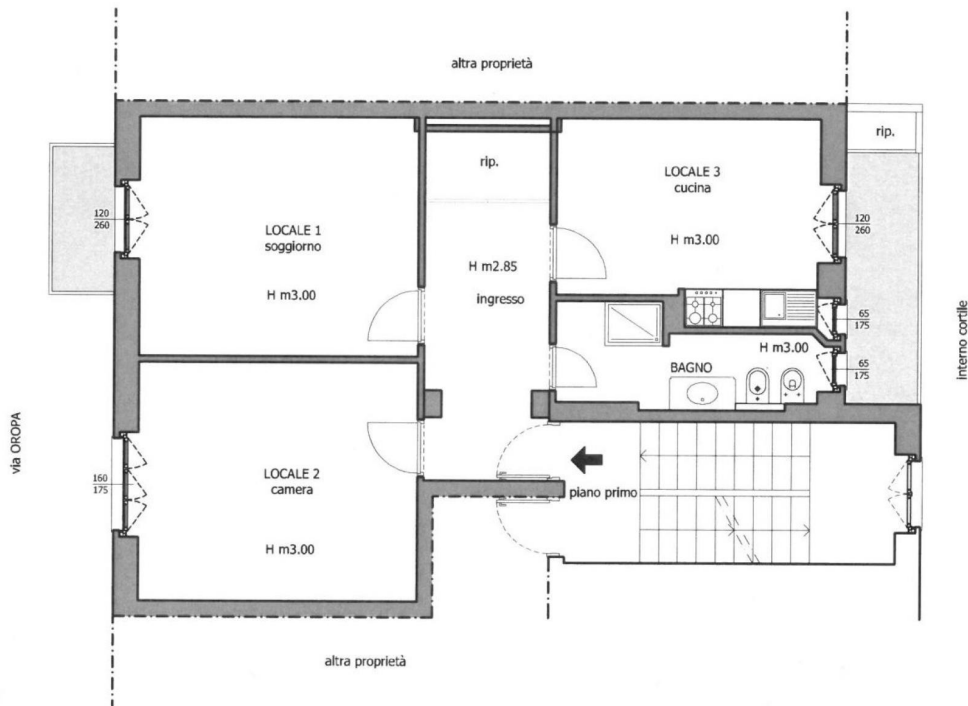 altra proprietà
rip.
rip.
LOCALE 3
cucina
120
260
LOCALE 1
soggiorno
120
260
H m3.00
H m2.85
H m3.00
ingresso
65
175
interno cortile
H m3.00
BAGNO
65
175
via OROPA
160
175
LOCALE 2
camera
piano primo
H m3.00
altra proprietà